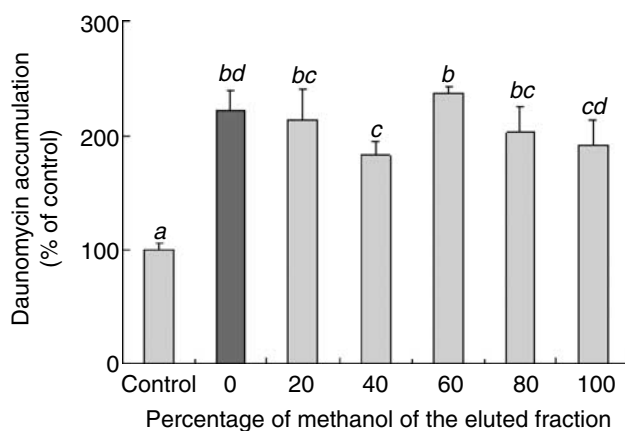 Daunomycin accumulation
(% of control)
300
200
100
0
a
bd
bc
c
b
bc
cd
Control 0 20 40 60 80 100
Percentage of methanol of the eluted fraction